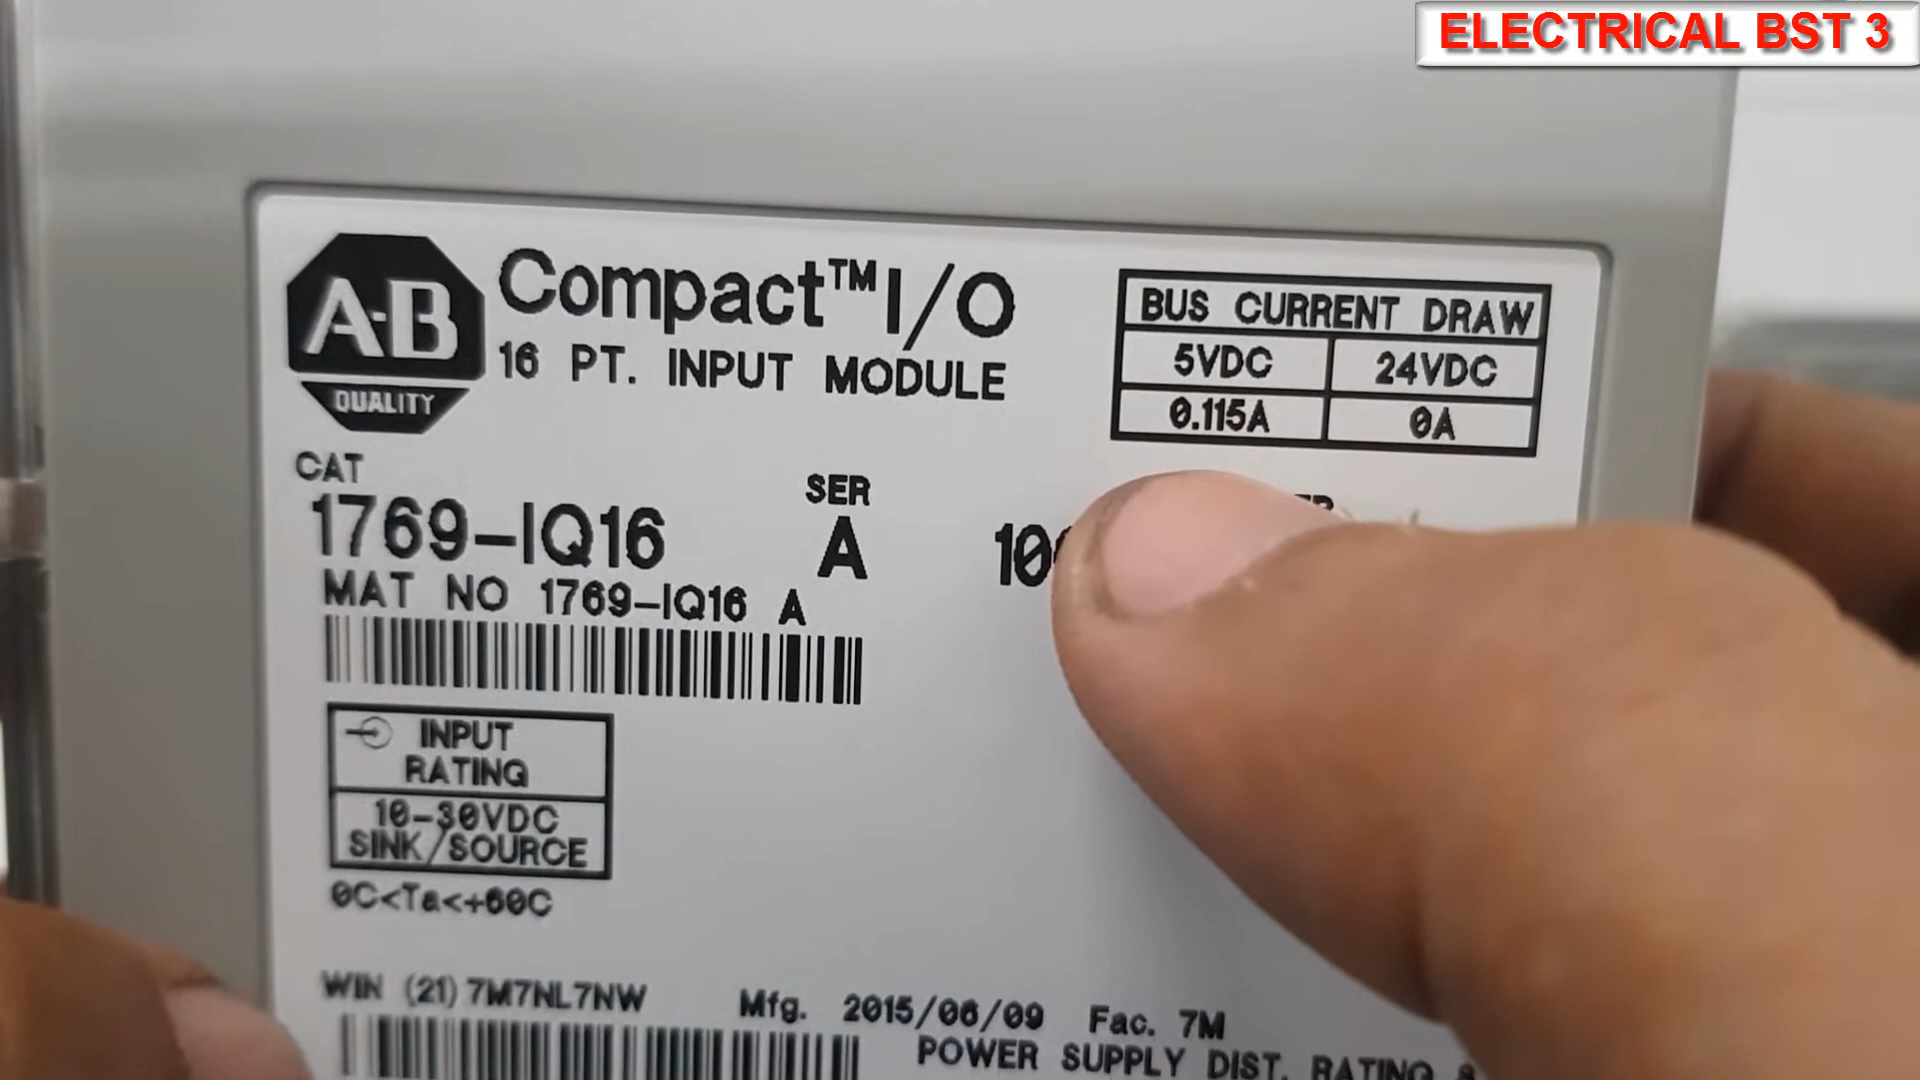 ELECTRICAL BST 3
A-B
QUALITY
Compact™ I/O
16 PT. INPUT MODULE
BUS CURRENT DRAW
5VDC 24VDC
0.115A 0A
CAT
1769-IQ16
SER
A
MAT NO 1769-IQ16 A
INPUT
RATING
10-30VDC
SINK/SOURCE
0C<Ta<+60C
WIN (21) 7M7NL7NW Mfg. 2015/06/09 Fac. 7M
POWER SUPPLY DIST. RATING